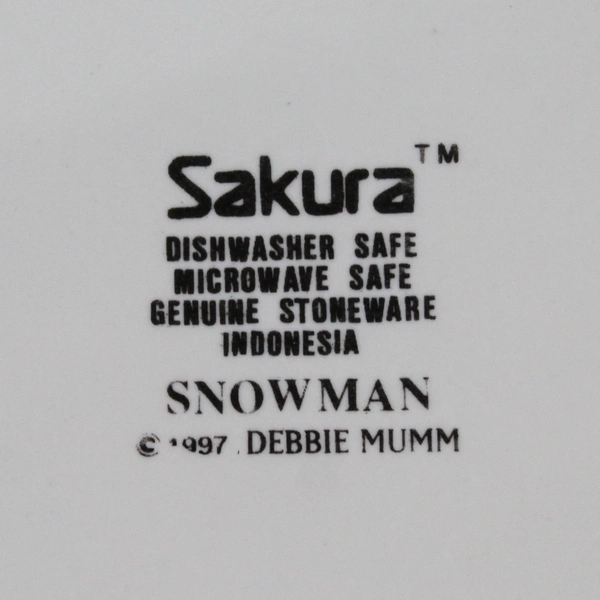 Sakura™
DISHWASHER SAFE
MICROWAVE SAFE
GENUINE STONEWARE
INDONESIA
SNOWMAN
© 1997 DEBBIE MUMM